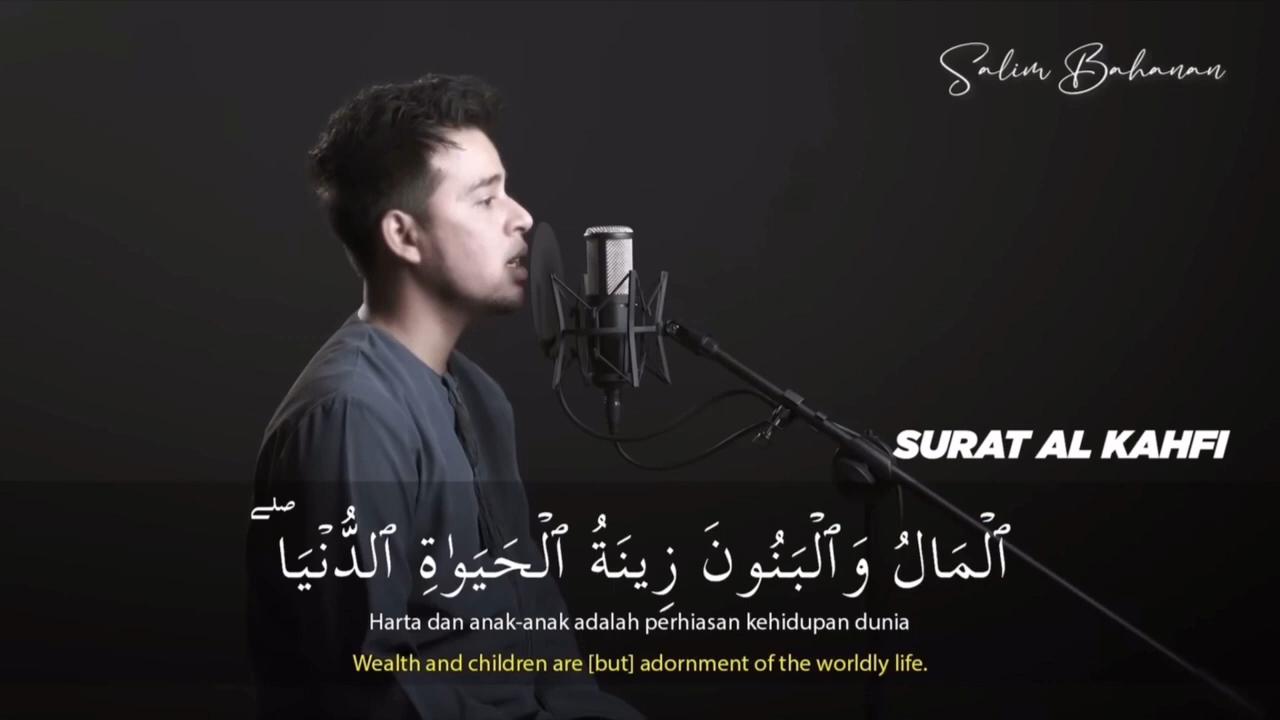 Salim Bahanan
SURAT AL KAHFI
ٱلْمَالُ وَٱلْبَنُونَ زِينَةُ ٱلْحَيَوٰةِ ٱلدُّنْيَا ۖ
Harta dan anak-anak adalah perhiasan kehidupan dunia
Wealth and children are [but] adornment of the worldly life.